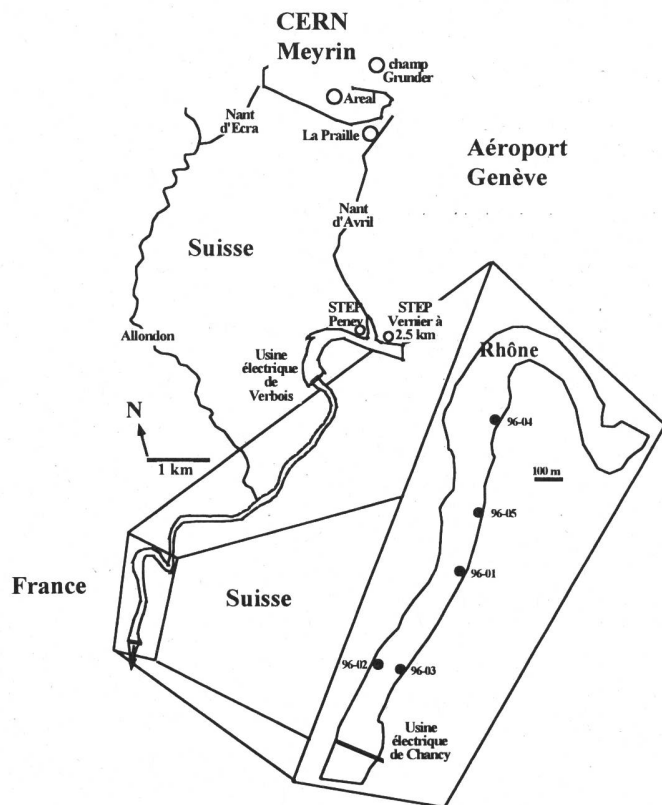 CERN
Meyrin
champ
Grunder
Areal
Nant
d'Ecra
La Praille
Aéroport
Genève
Nant
d'Avril
Suisse
STEP
Peney
STEP
Vernier à
2.5 km
Allondon
Usine
électrique
de
Verbois
Rhône
N
1 km
96-04
100 m
96-05
96-01
France
Suisse
96-02
96-03
Usine
électrique
de Chancy